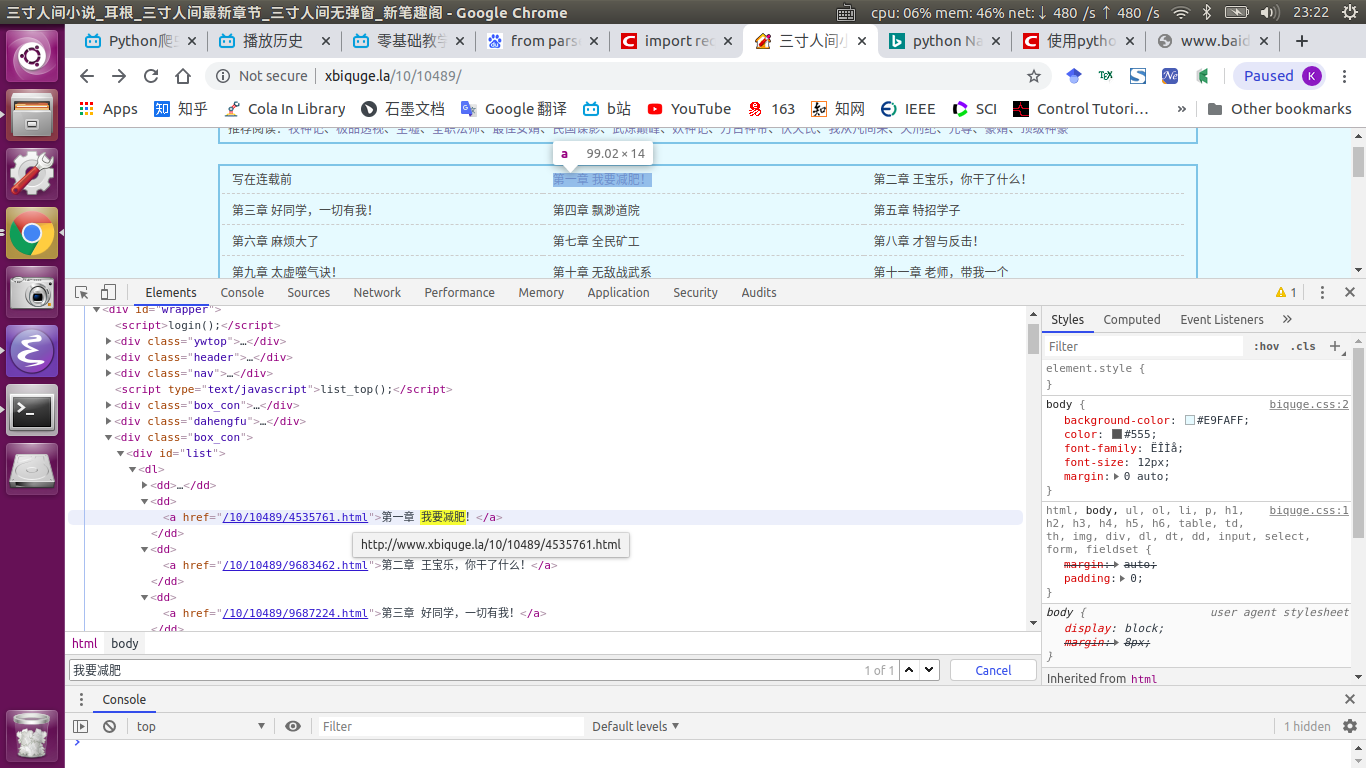 三寸人间小说_耳根_三寸人间最新章节_三寸人间无弹窗_新笔趣阁 - Google Chrome
cpu: 06% mem: 46% net:↓ 480 /s ↑ 480 /s 23:22
零基础教学 播放历史 Python爬 from pars import rec 三寸人间小 python Na 使用pytho www.baid
Not secure xbiquge.la/10/10489/ Paused K
Apps 知乎 Cola In Library 石墨文档 Google 翻译 b站 YouTube 163 知网 IEEE SCI Control Tutori… » Other bookmarks
a 99.02 × 14
写在连载前 第一章 我要减肥！ 第二章 王宝乐，你干了什么！
第三章 好同学，一切有我！ 第四章 飘渺道院 第五章 特招学子
第六章 麻烦大了 第七章 全民矿工 第八章 才智与反击！
第九章 太虚噬气诀！ 第十章 无敌战武系 第十一章 老师，带我一个
Elements Console Sources Network Performance Memory Application Security Audits 1
<div id="wrapper">
<script>login();</script>
<div class="ywtop">…</div>
<div class="header">…</div>
<div class="nav">…</div>
<script type="text/javascript">list_top();</script>
<div class="box_con">…</div>
<div class="dahengfu">…</div>
<div class="box_con">
<div id="list">
<dl>
<dd>…</dd>
<dd>
<a href="/10/10489/4535761.html">第一章 我要减肥！</a>
</dd>
http://www.xbiquge.la/10/10489/4535761.html
<dd>
<a href="/10/10489/9683462.html">第二章 王宝乐，你干了什么！</a>
</dd>
<dd>
<a href="/10/10489/9687224.html">第三章 好同学，一切有我！</a>
</dd>
html body
我要减肥 1 of 1 Cancel
Styles Computed Event Listeners »
Filter :hov .cls +
element.style {
}
body { biquge.css:2
background-color: #E9FAFF;
color: #555;
font-family: ËÎÌå;
font-size: 12px;
margin: 0 auto;
}
html, body, ul, ol, li, p, h1, biquge.css:1
h2, h3, h4, h5, h6, table, td,
th, img, div, dl, dt, dd, input, select,
form, fieldset {
margin: auto;
padding: 0;
}
body { user agent stylesheet
display: block;
margin: 8px;
}
Inherited from html
Console
top Filter Default levels 1 hidden